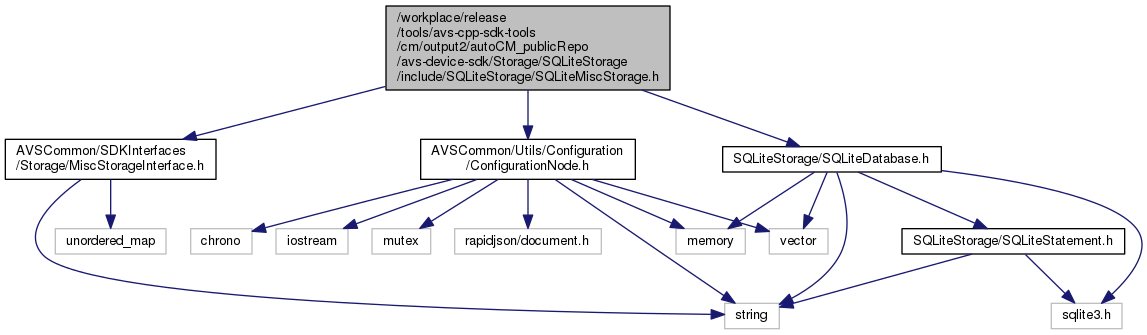 /workplace/release
/tools/avs-cpp-sdk-tools
/cm/output2/autoCM_publicRepo
/avs-device-sdk/Storage/SQLiteStorage
/include/SQLiteStorage/SQLiteMiscStorage.h
AVSCommon/SDKInterfaces
/Storage/MiscStorageInterface.h
AVSCommon/Utils/Configuration
/ConfigurationNode.h
SQLiteStorage/SQLiteDatabase.h
unordered_map
chrono
iostream
mutex
rapidjson/document.h
memory
vector
SQLiteStorage/SQLiteStatement.h
string
sqlite3.h